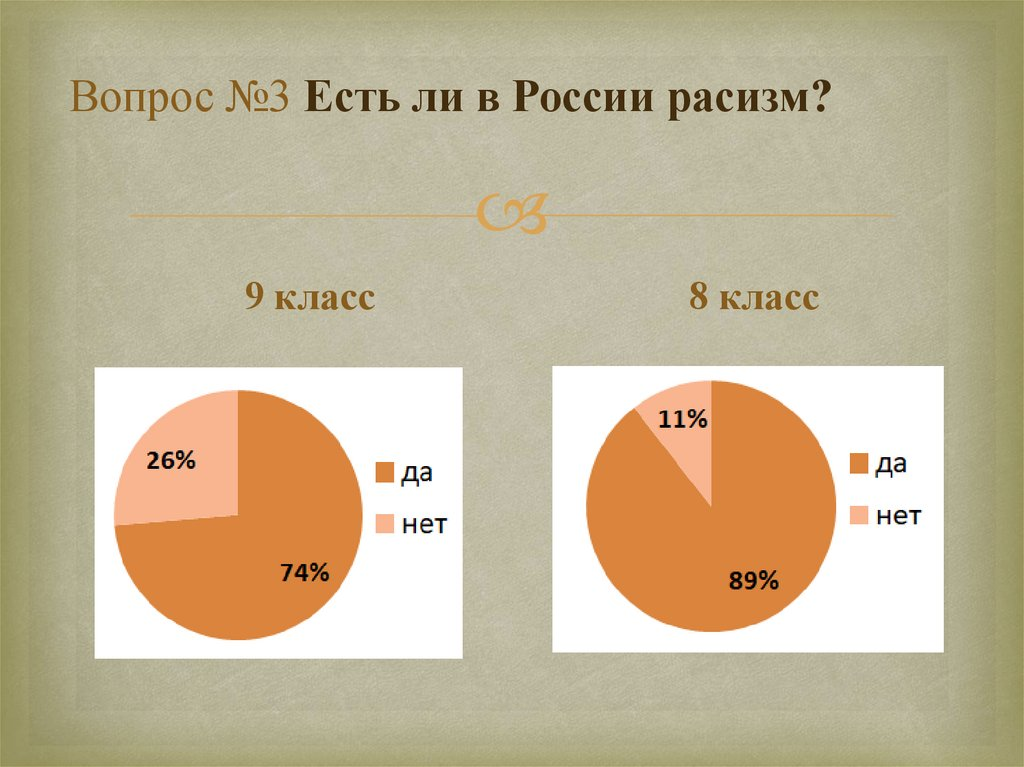 Вопрос №3 Есть ли в России расизм?
9 класс
26%
74%
да
нет
8 класс
11%
89%
да
нет